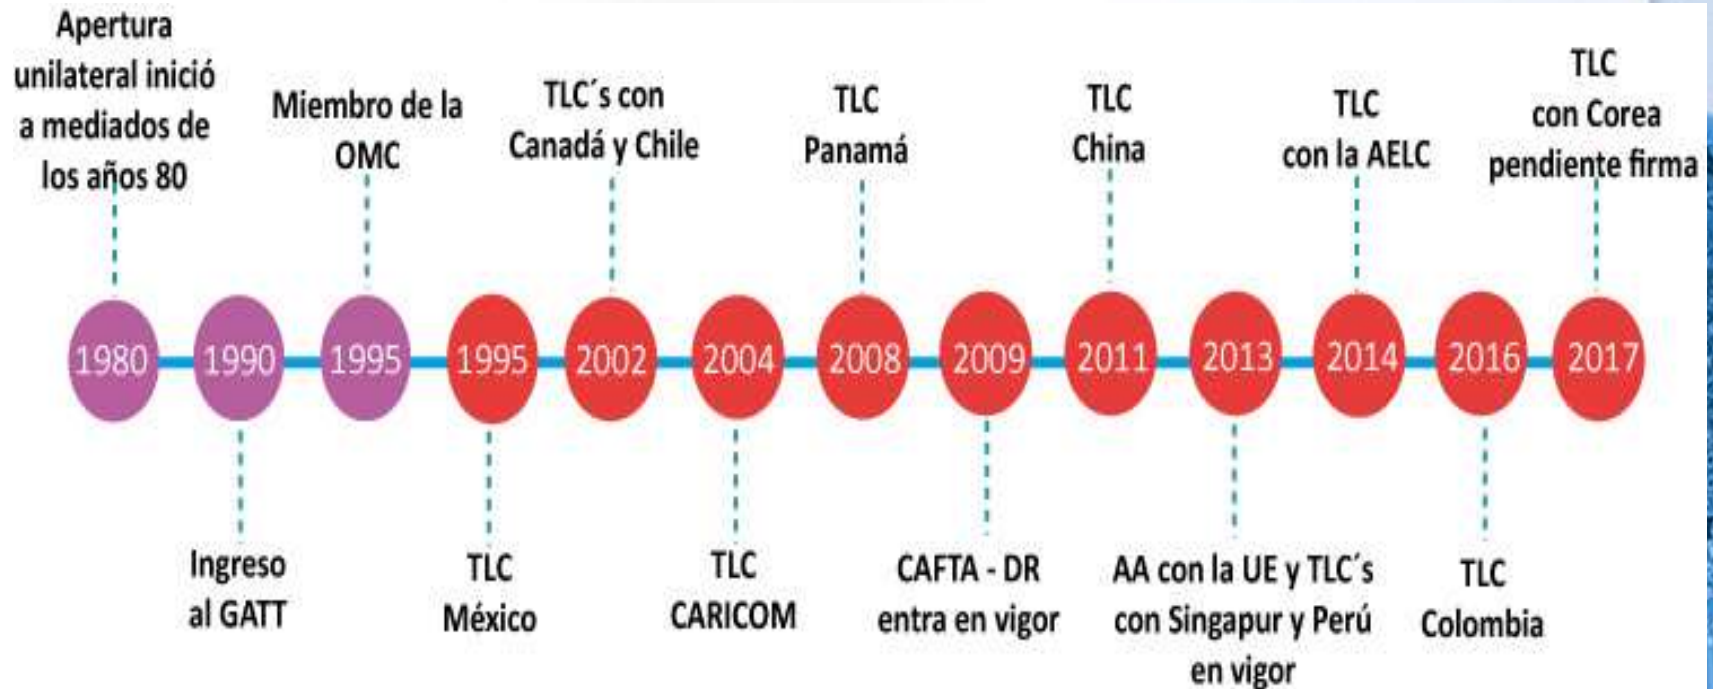 Apertura
unilateral inició
a mediados de
los años 80
Miembro de la
OMC
TLC´s con
Canadá y Chile
TLC
Panamá
TLC
China
TLC
con la AELC
TLC
con Corea
pendiente firma
1980
1990
1995
1995
2002
2004
2008
2009
2011
2013
2014
2016
2017
Ingreso
al GATT
TLC
México
TLC
CARICOM
CAFTA - DR
entra en vigor
AA con la UE y TLC´s
con Singapur y Perú
en vigor
TLC
Colombia